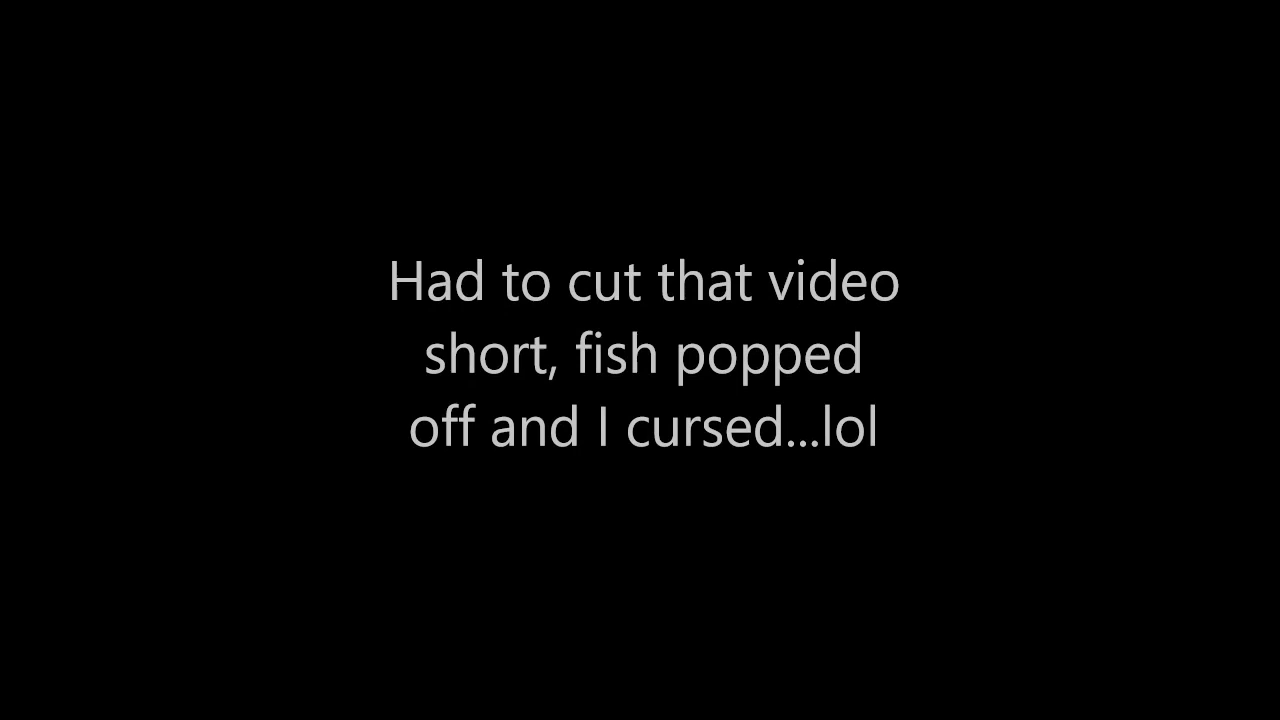 Had to cut that video
short, fish popped
off and I cursed...lol